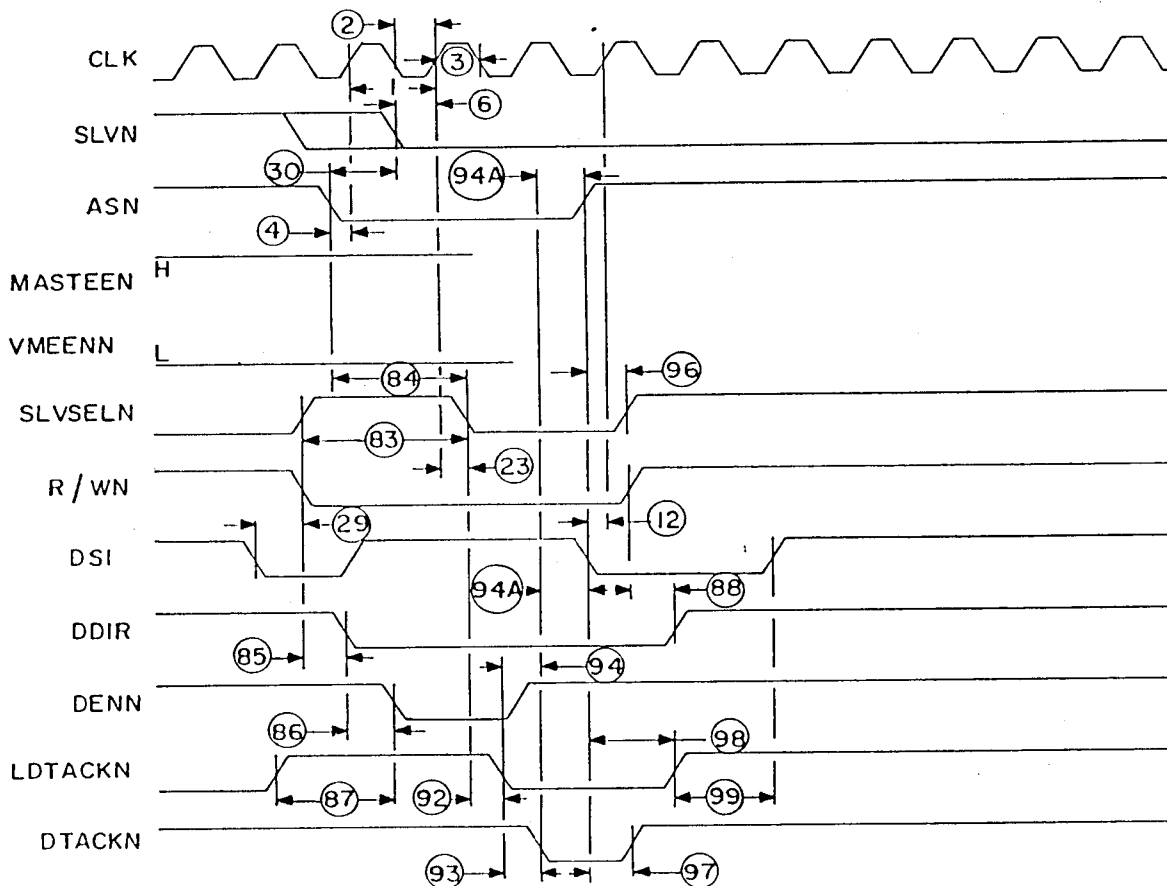 ②
CLK
③
⑥
SLVN
30
94A
ASN
④
H
MASTEEN
VMEENN
L
84
96
SLVSELN
83
23
R/WN
29
12
DSI
94A
88
DDIR
85
94
DENN
86
98
LDTACKN
87
92
99
DTACKN
93
97